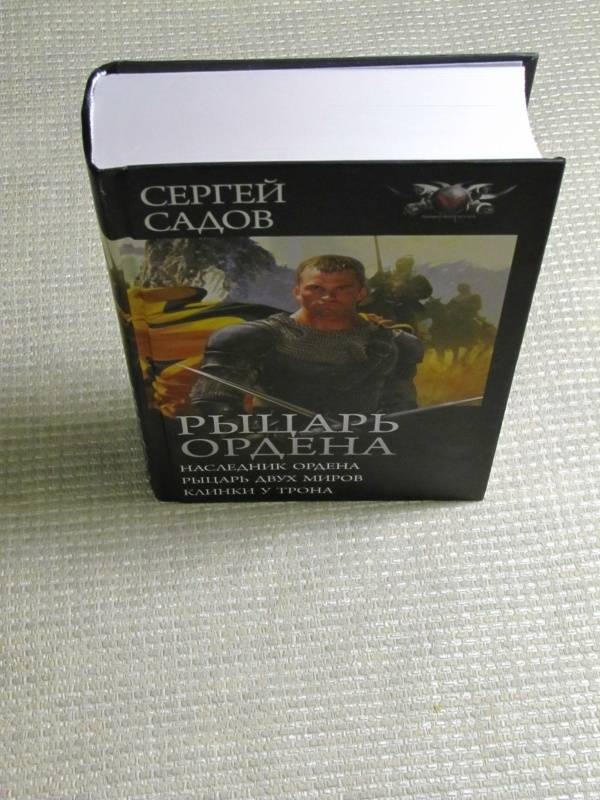 СЕРГЕЙ
САДОВ
РЫЦАРЬ
ОРДЕНА
НАСЛЕДНИК ОРДЕНА
РЫЦАРЬ ДВУХ МИРОВ
КЛИНКИ У ТРОНА